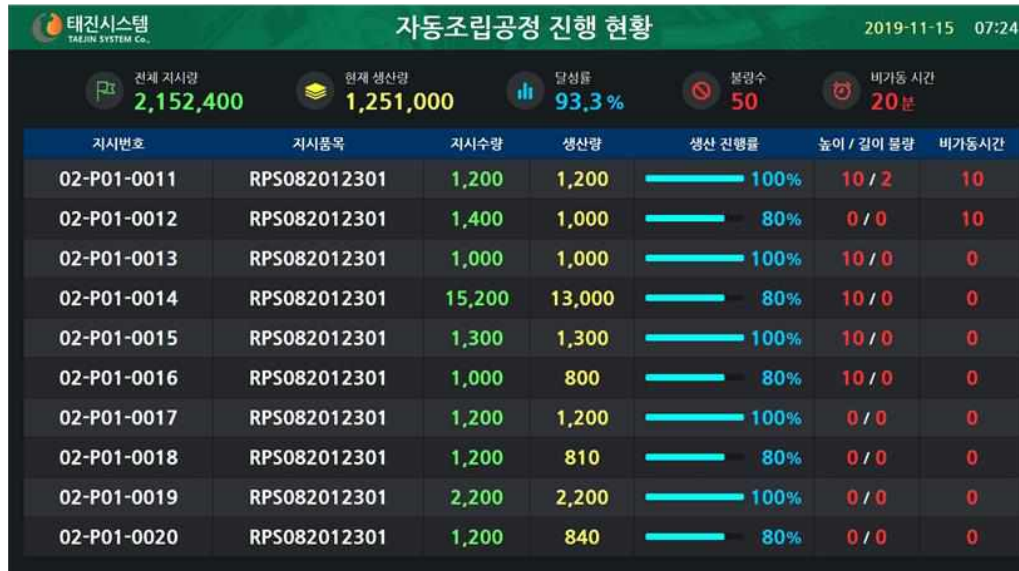 태진시스템
TAEJIN SYSTEM Co.,
자동조립공정 진행 현황
2019-11-15 07:24
전체 지시량
2,152,400
현재 생산량
1,251,000
달성률
93.3 %
불량수
50
비가동 시간
20분
지시번호 지시품목 지시수량 생산량 생산 진행률 높이 / 길이 불량 비가동시간
02-P01-0011 RPS082012301 1,200 1,200 100% 10 / 2 10
02-P01-0012 RPS082012301 1,400 1,000 80% 0 / 0 10
02-P01-0013 RPS082012301 1,000 1,000 100% 10 / 0 0
02-P01-0014 RPS082012301 15,200 13,000 80% 10 / 0 0
02-P01-0015 RPS082012301 1,300 1,300 100% 10 / 0 0
02-P01-0016 RPS082012301 1,000 800 80% 10 / 0 0
02-P01-0017 RPS082012301 1,200 1,200 100% 0 / 0 0
02-P01-0018 RPS082012301 1,200 810 80% 0 / 0 0
02-P01-0019 RPS082012301 2,200 2,200 100% 0 / 0 0
02-P01-0020 RPS082012301 1,200 840 80% 0 / 0 0